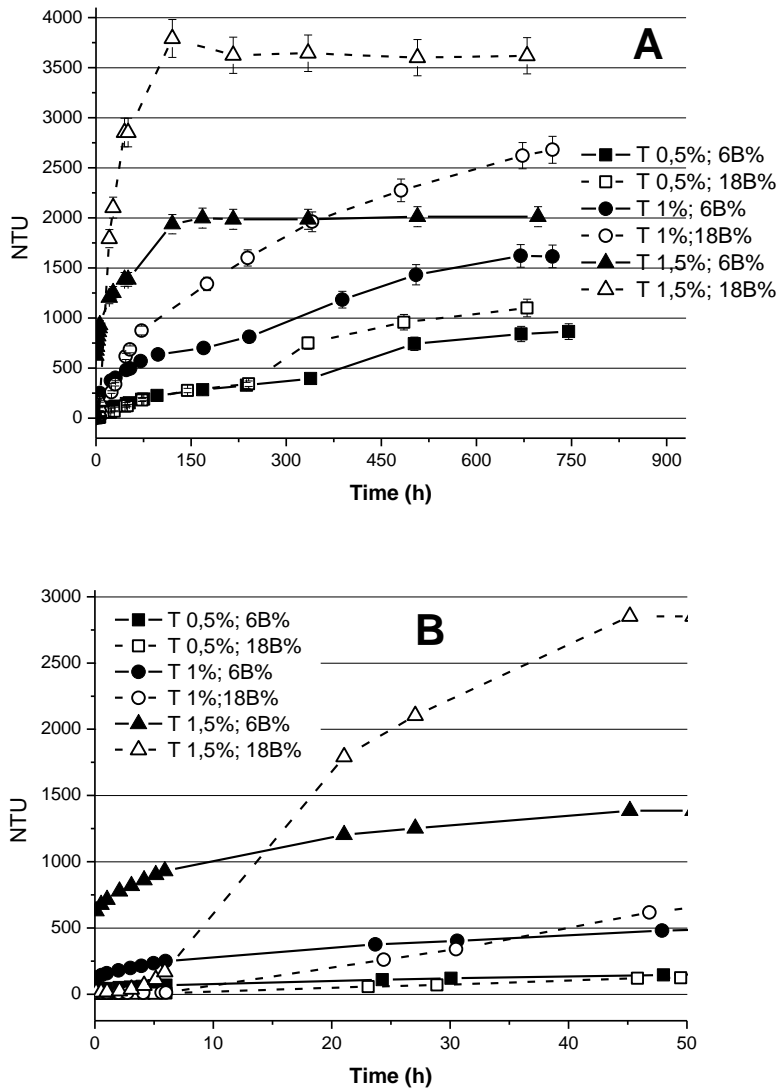 4000
3500
3000
2500
2000
1500
1000
500
0
NTU
A
T 0,5%; 6B%
T 0,5%; 18B%
T 1%; 6B%
T 1%;18B%
T 1,5%; 6B%
T 1,5%; 18B%
0 150 300 450 600 750 900
Time (h)
3000
2500
2000
1500
1000
500
0
NTU
B
T 0,5%; 6B%
T 0,5%; 18B%
T 1%; 6B%
T 1%;18B%
T 1,5%; 6B%
T 1,5%; 18B%
0 10 20 30 40 50
Time (h)